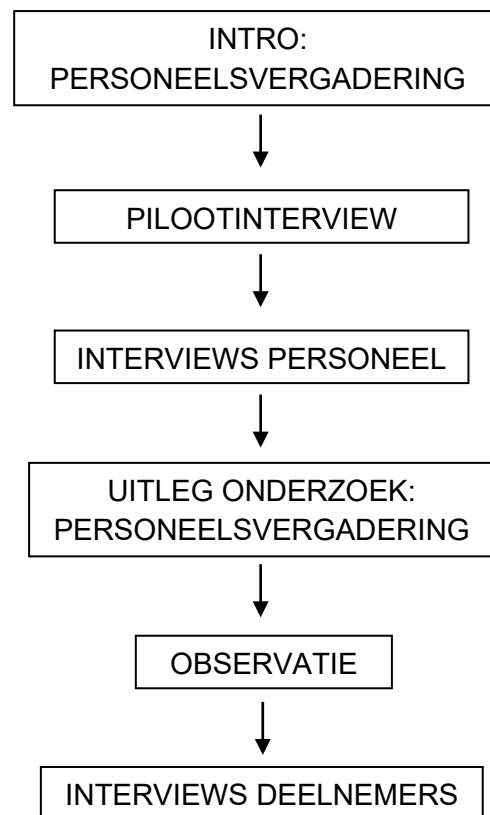 INTRO:
PERSONEELSVERGADERING
PILOOTINTERVIEW
INTERVIEWS PERSONEEL
UITLEG ONDERZOEK:
PERSONEELSVERGADERING
OBSERVATIE
INTERVIEWS DEELNEMERS